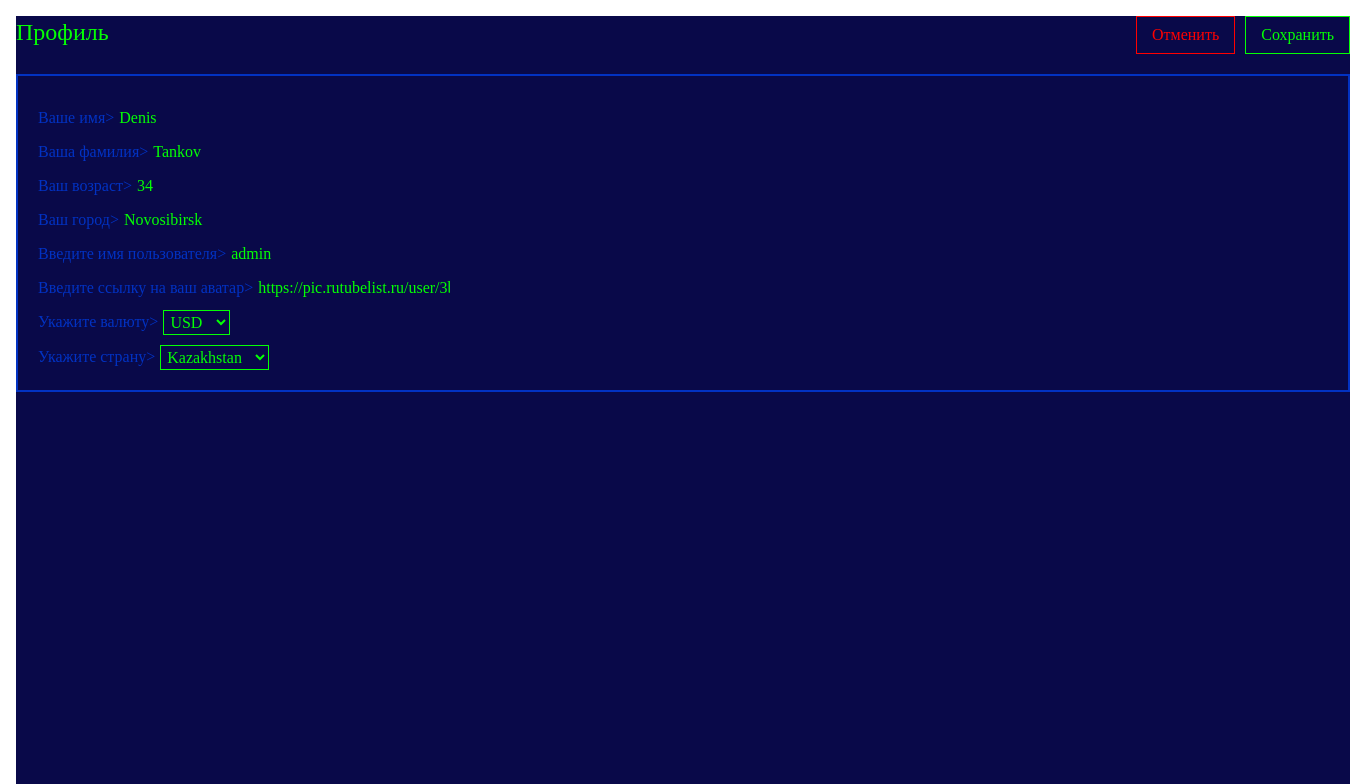 Профиль
Отменить
Сохранить
Ваше имя> Denis
Ваша фамилия> Tankov
Ваш возраст> 34
Ваш город> Novosibirsk
Введите имя пользователя> admin
Введите ссылку на ваш аватар> https://pic.rutubelist.ru/user/3
Укажите валюту> USD
Укажите страну> Kazakhstan